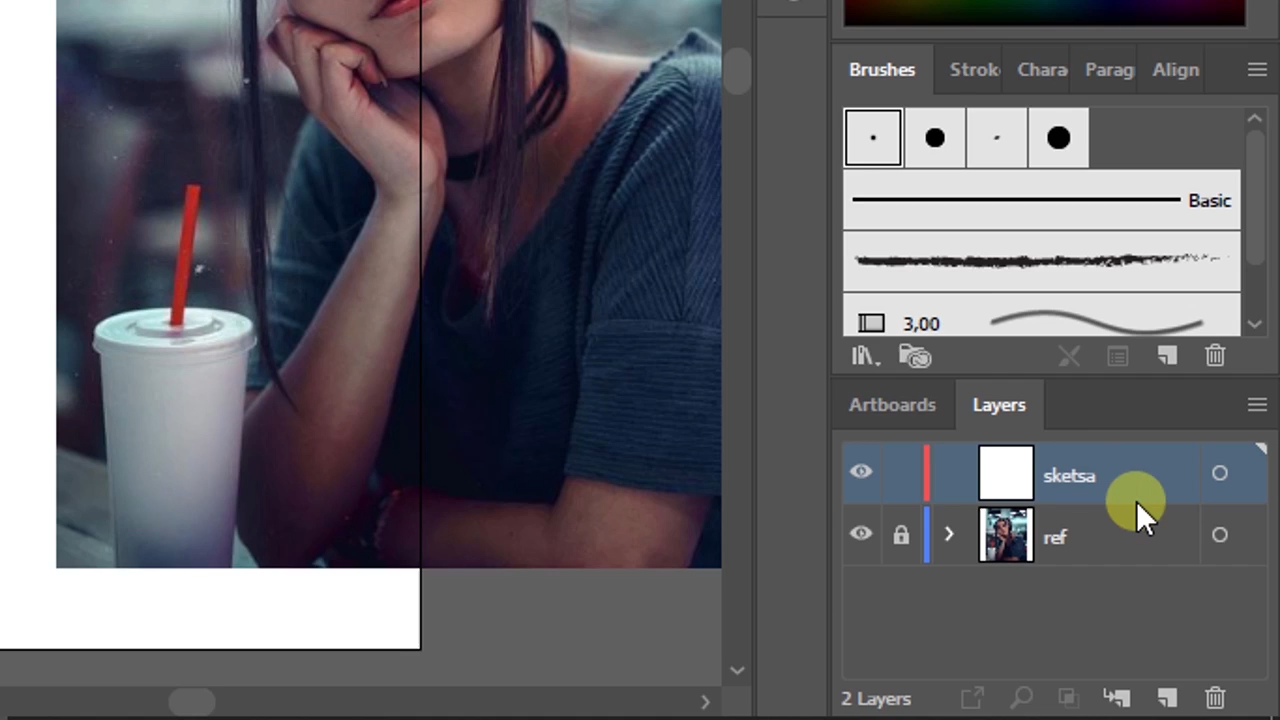 Brushes Strok Chara Parag Align
Basic
3,00
Artboards Layers
sketsa
ref
2 Layers